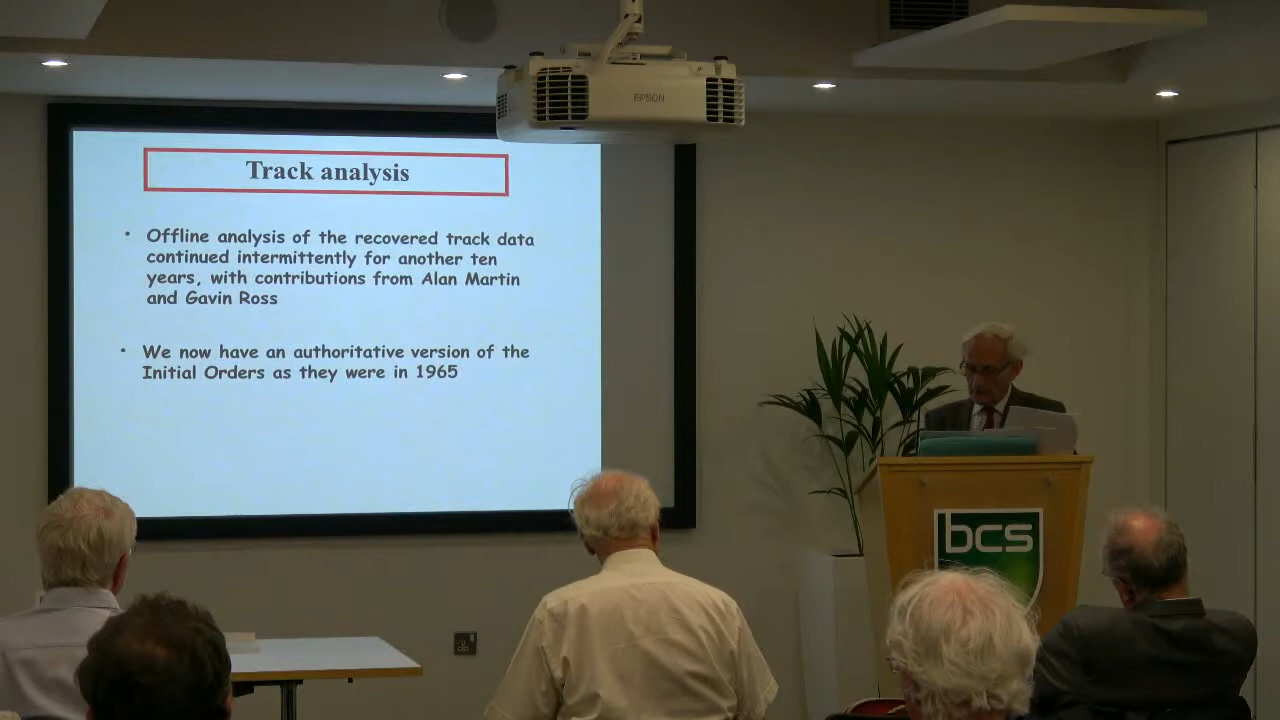 EPSON
Track analysis
• Offline analysis of the recovered track data
continued intermittently for another ten
years, with contributions from Alan Martin
and Gavin Ross
• We now have an authoritative version of the
Initial Orders as they were in 1965
bcs